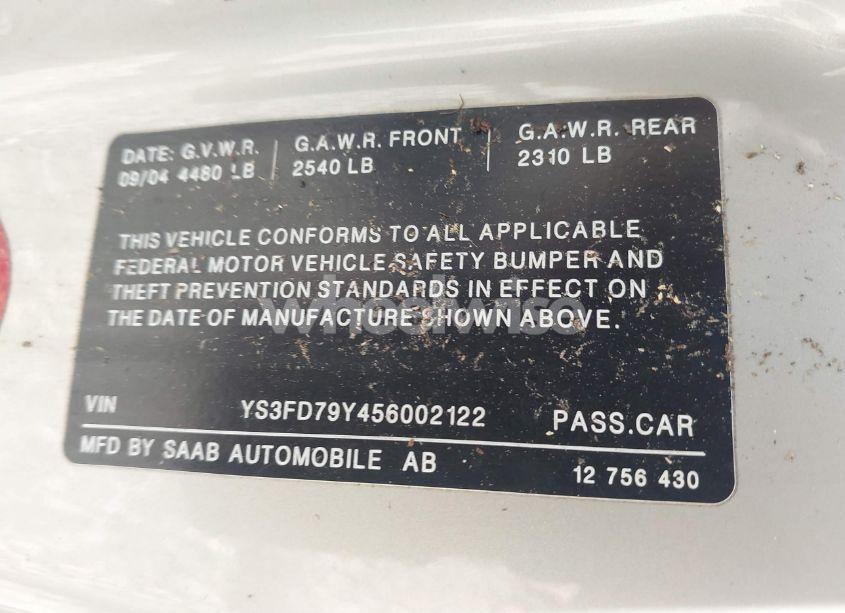 DATE: G.V.W.R. G.A.W.R. FRONT G.A.W.R. REAR
09/04 4480 LB 2540 LB 2310 LB
THIS VEHICLE CONFORMS TO ALL APPLICABLE
FEDERAL MOTOR VEHICLE SAFETY BUMPER AND
THEFT PREVENTION STANDARDS IN EFFECT ON
THE DATE OF MANUFACTURE SHOWN ABOVE.
wheelwise
VIN YS3FD79Y456002122 PASS.CAR
MFD BY SAAB AUTOMOBILE AB 12 756 430